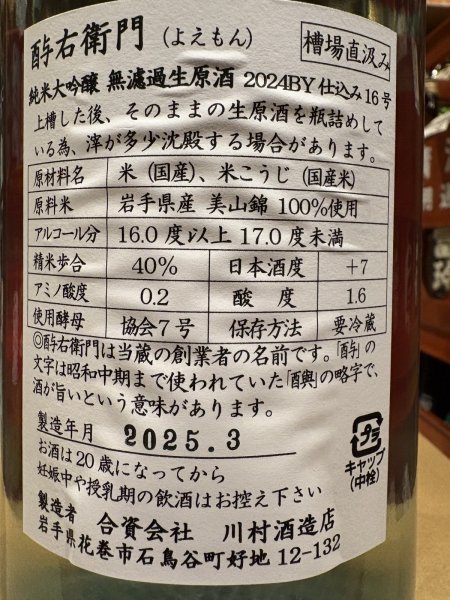 酉与右衛門 (よえもん)
槽場直汲み
純米大吟醸 無濾過生原酒 2024BY 仕込み16号
上槽した後、そのままの生原酒を瓶詰めして
いる為、滓が多少沈殿する場合があります。
原材料名 米(国産)、米こうじ(国産米)
原料米 岩手県産 美山錦 100%使用
アルコール分 16.0度以上 17.0度未満
精米歩合 40% 日本酒度 +7
アミノ酸度 0.2 酸度 1.6
使用酵母 協会7号 保存方法 要冷蔵
◎酉与右衛門は当蔵の創業者の名前です。「酉与」の
文字は昭和中期まで使われていた「酉與」の略字で、
酒が旨いという意味があります。
製造年月 2025.3
お酒は20歳になってから
妊娠中や授乳期の飲酒はお控え下さい
プラ
キャップ
(中栓)
製造者 合資会社 川村酒造店
岩手県花巻市石鳥谷町好地 12-132